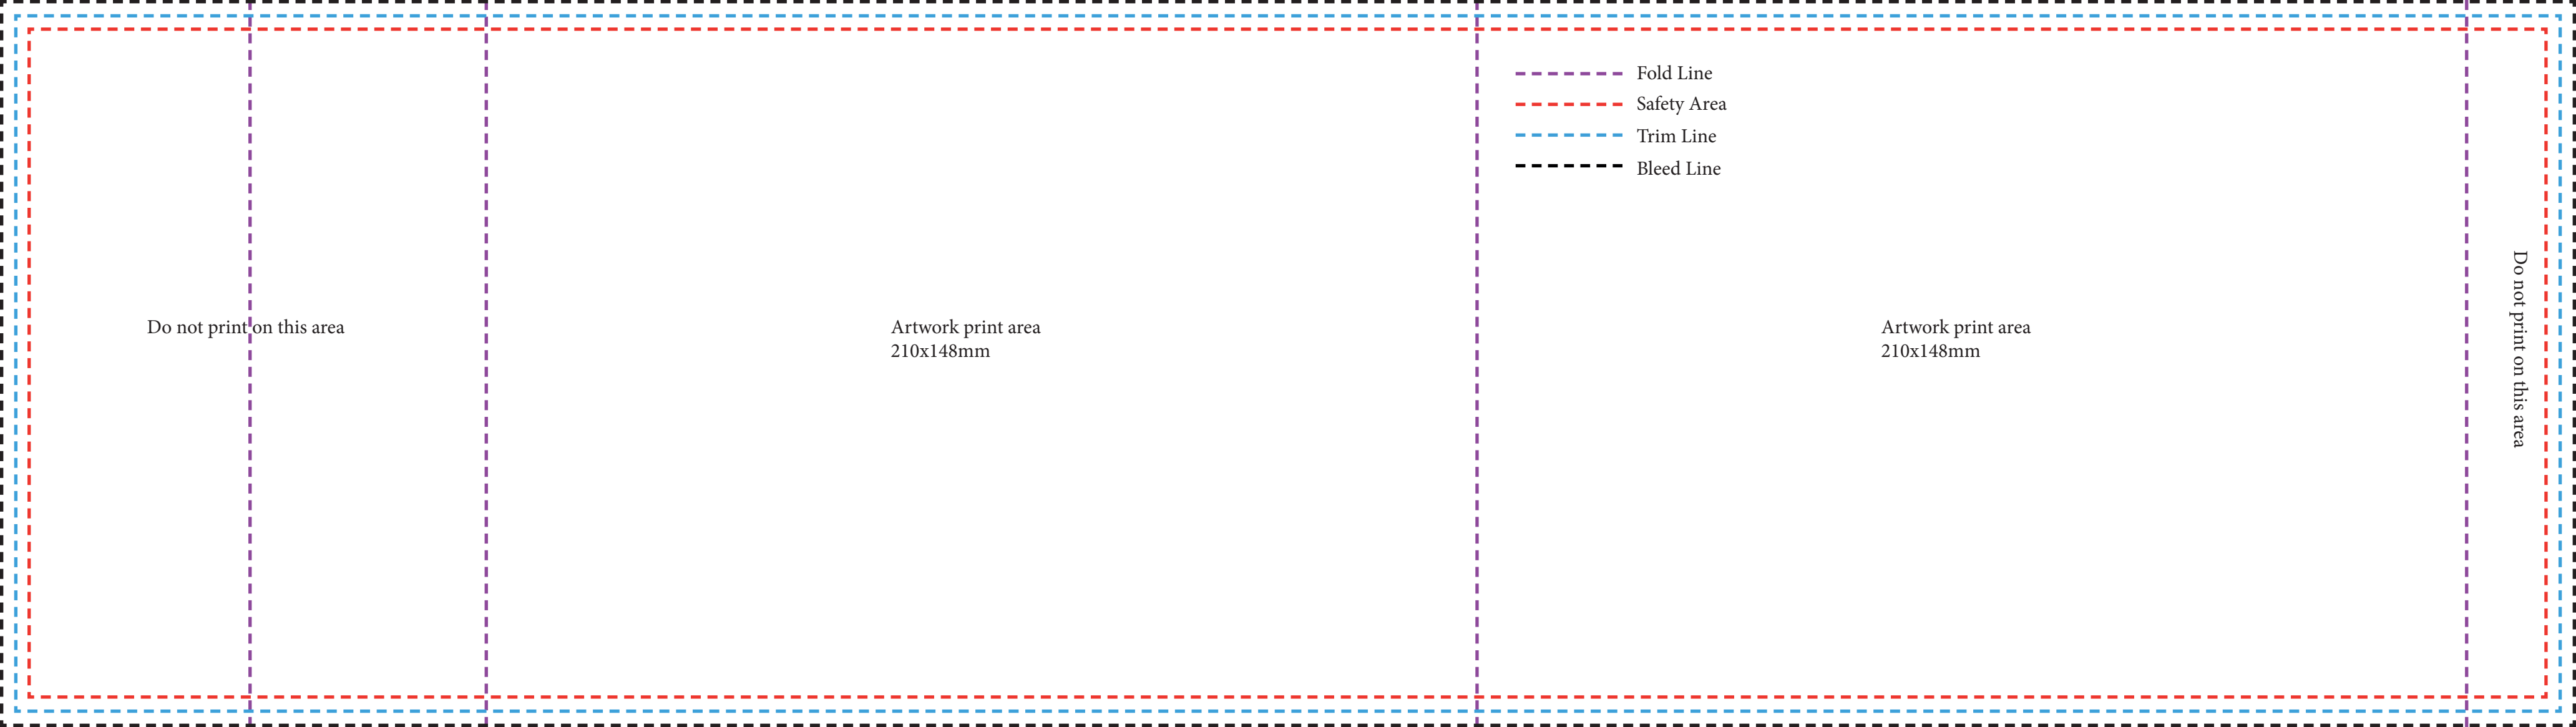 Fold Line
Safety Area
Trim Line
Bleed Line
Do not print on this area
Artwork print area
210x148mm
Artwork print area
210x148mm
Do not print on this area